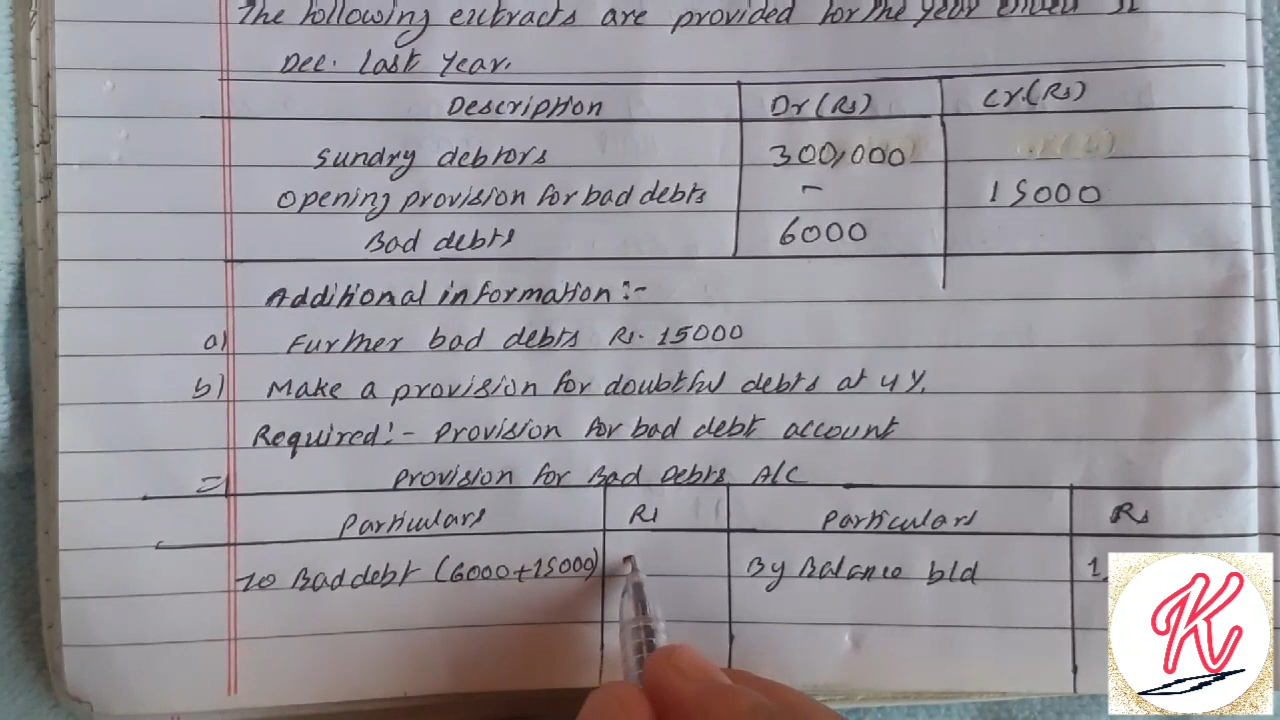 The following extracts are provided for the year ended 31
Dec. last year.
Description Dr (Rs) Cr. (Rs)
Sundry debtors 300,000
Opening provision for bad debts - 15000
Bad debts 6000
Additional information :-
a) Further bad debts Rs. 15000
b) Make a provision for doubtful debts at 4%.
Required :- Provision for bad debt account
=) Provision for Bad Debts A/C
Particulars Rs Particulars Rs
To Bad debt (6000+15000) By Balance b/d 1
K